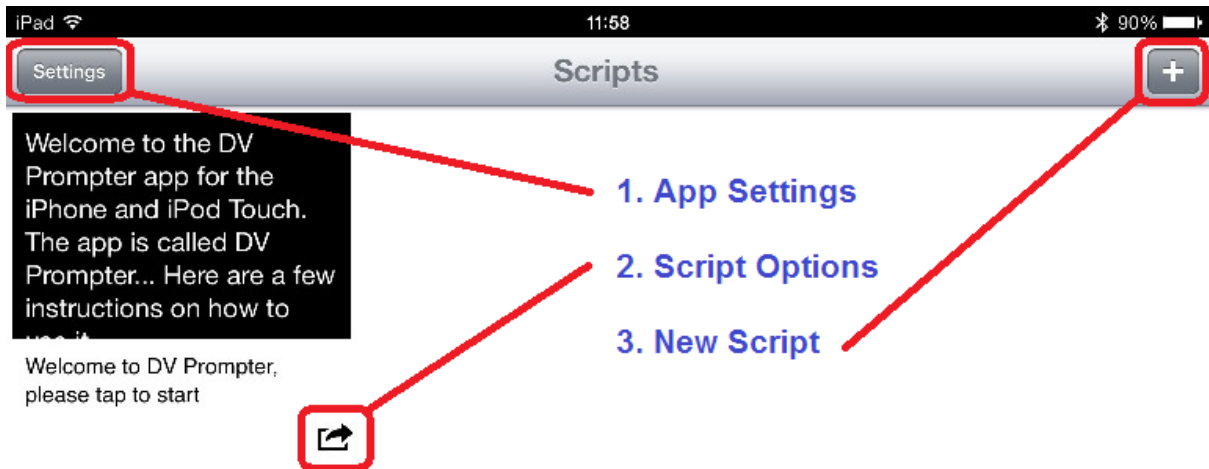 iPad 11:58 90%
Settings Scripts +
Welcome to the DV
Prompter app for the
iPhone and iPod Touch.
The app is called DV
Prompter... Here are a few
instructions on how to
use it
Welcome to DV Prompter,
please tap to start
1. App Settings
2. Script Options
3. New Script